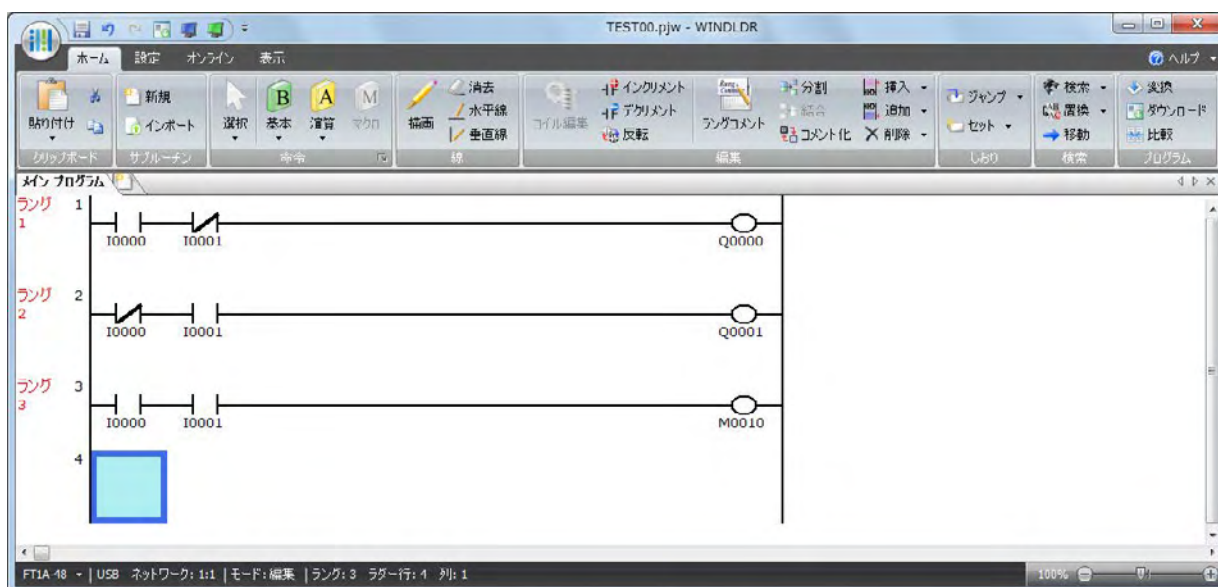 TEST00.pjw - WINDLDR
ホーム 設定 オンライン 表示 ヘルプ
貼り付け 新規 インポート 選択 B 基本 A 演算 M マクロ 描画 消去 水平線 垂直線 コイル編集 インクリメント デクリメント 反転 ラングコメント 分割 結合 コメント化 挿入 追加 削除 ジャンプ セット 検索 置換 移動 変換 ダウンロード 比較
クリップボード サブルーチン 命令 線 編集 しおり 検索 プログラム
メイン プログラム
ラング 1 1
I0000 I0001 Q0000
ラング 2 2
I0000 I0001 Q0001
ラング 3 3
I0000 I0001 M0010
4
FT1A-48 USB ネットワーク: 1:1 モード: 編集 ラング: 3 ラダー行: 4 列: 1 100%